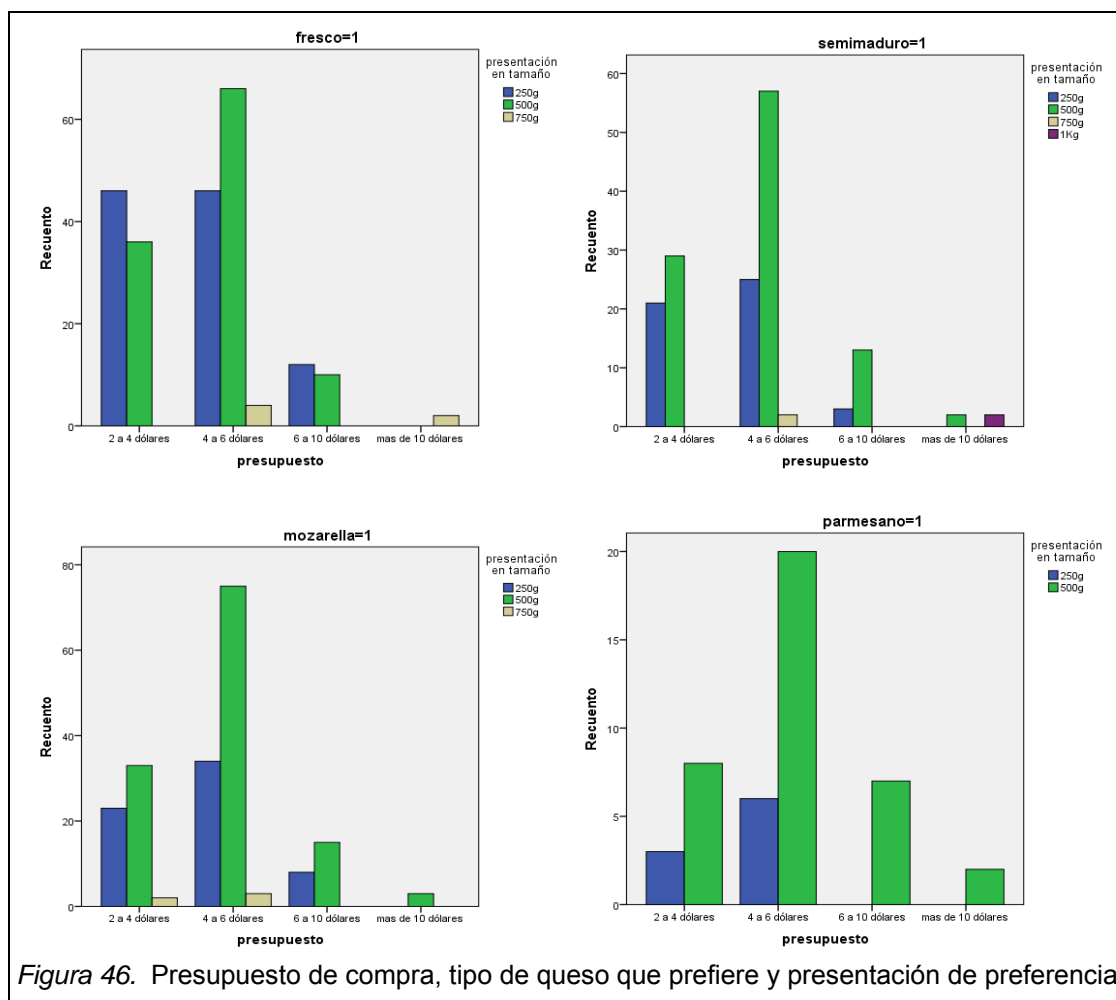 fresco=1
presentación
en tamaño
250g
500g
750g
Recuento
60
40
20
0
2 a 4 dólares
4 a 6 dólares
6 a 10 dólares
mas de 10 dólares
presupuesto
semimaduro=1
presentación
en tamaño
250g
500g
750g
1Kg
Recuento
60
50
40
30
20
10
0
2 a 4 dólares
4 a 6 dólares
6 a 10 dólares
mas de 10 dólares
presupuesto
mozarella=1
presentación
en tamaño
250g
500g
750g
Recuento
80
60
40
20
0
2 a 4 dólares
4 a 6 dólares
6 a 10 dólares
mas de 10 dólares
presupuesto
parmesano=1
presentación
en tamaño
250g
500g
Recuento
20
15
10
5
0
2 a 4 dólares
4 a 6 dólares
6 a 10 dólares
mas de 10 dólares
presupuesto
Figura 46. Presupuesto de compra, tipo de queso que prefiere y presentación de preferencia